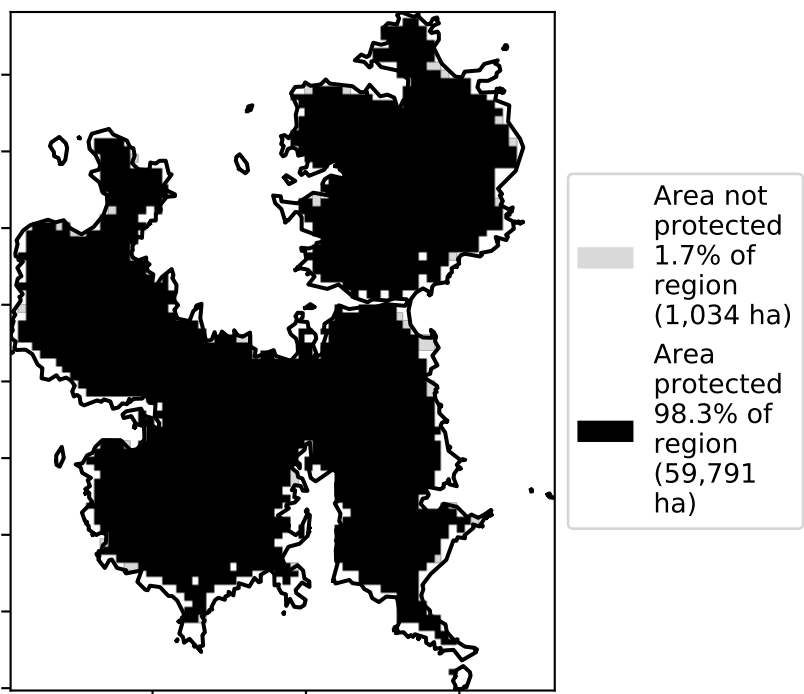 Area not
protected
1.7% of
region
(1,034 ha)
Area
protected
98.3% of
region
(59,791
ha)